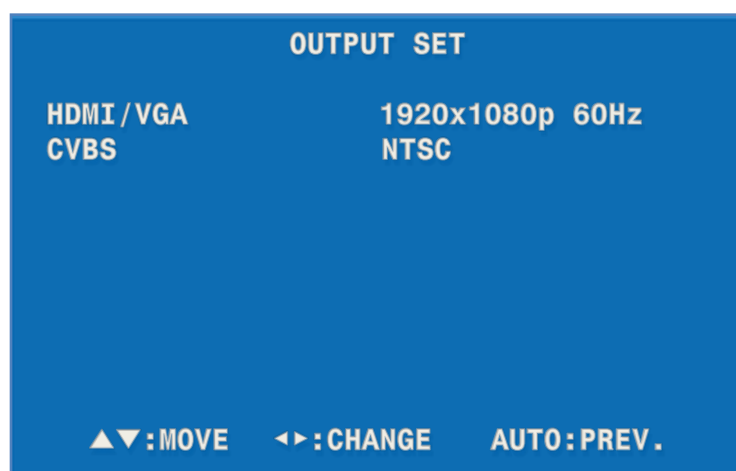 OUTPUT SET
HDMI/VGA 1920x1080p 60Hz
CVBS NTSC
▲▼:MOVE ◂▸:CHANGE AUTO:PREV.